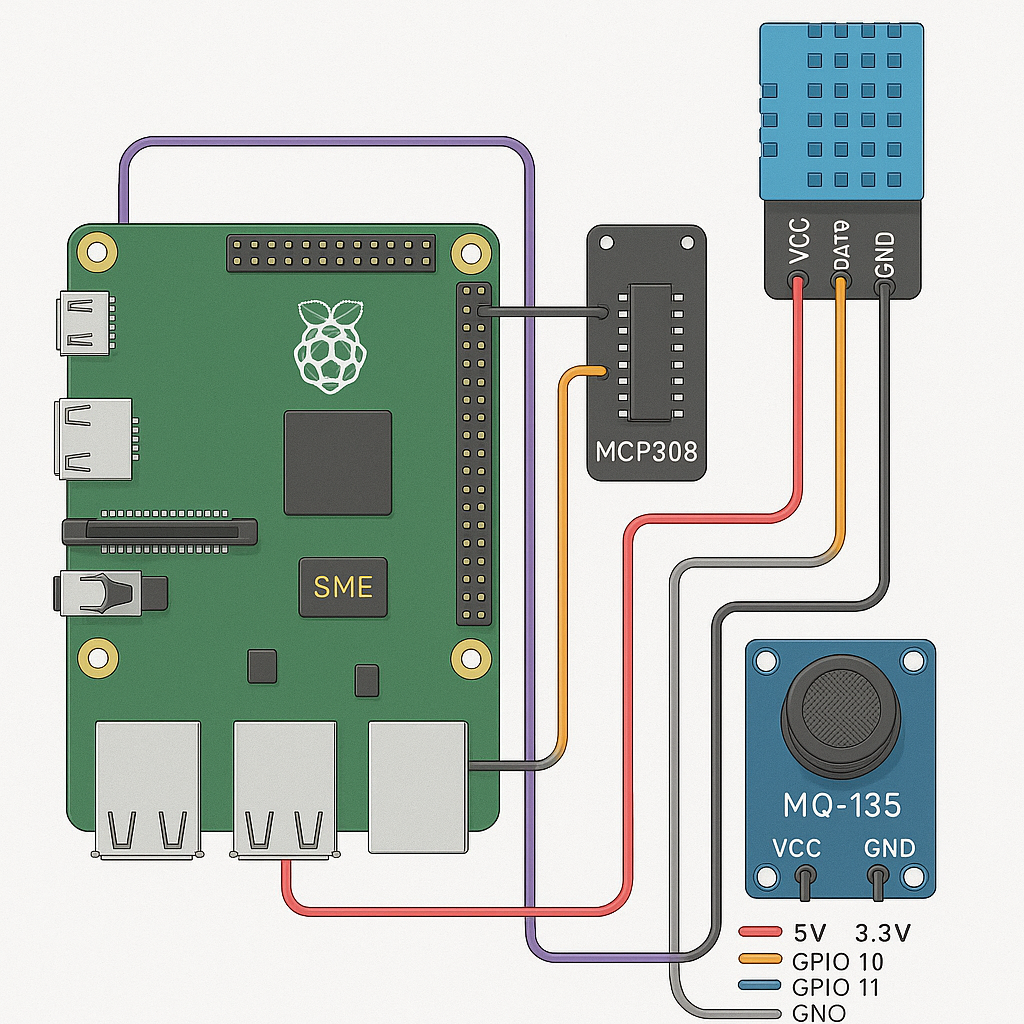 VCC
DATθ
GND
MCP308
SME
MQ-135
VCC GND
5V 3.3V
GPIO 10
GPIO 11
GNO